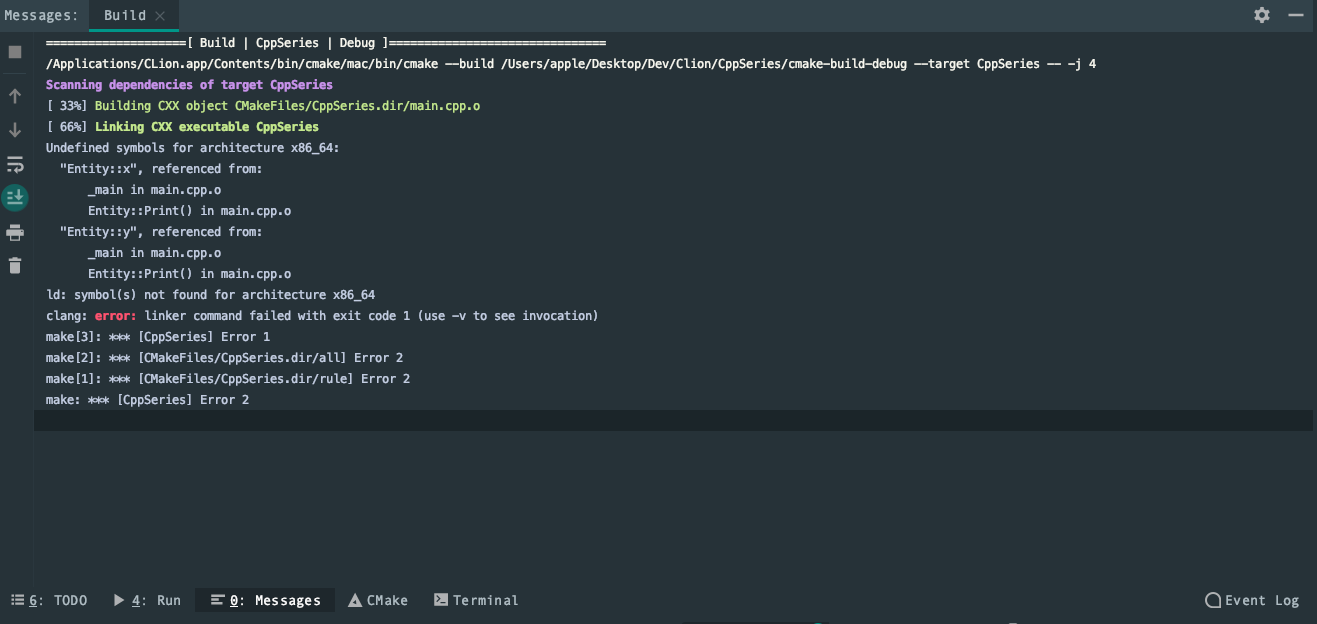 Messages: Build
====================[ Build | CppSeries | Debug ]===============================
/Applications/CLion.app/Contents/bin/cmake/mac/bin/cmake --build /Users/apple/Desktop/Dev/Clion/CppSeries/cmake-build-debug --target CppSeries -- -j 4
Scanning dependencies of target CppSeries
[ 33%] Building CXX object CMakeFiles/CppSeries.dir/main.cpp.o
[ 66%] Linking CXX executable CppSeries
Undefined symbols for architecture x86_64:
  "Entity::x", referenced from:
      _main in main.cpp.o
      Entity::Print() in main.cpp.o
  "Entity::y", referenced from:
      _main in main.cpp.o
      Entity::Print() in main.cpp.o
ld: symbol(s) not found for architecture x86_64
clang: error: linker command failed with exit code 1 (use -v to see invocation)
make[3]: *** [CppSeries] Error 1
make[2]: *** [CMakeFiles/CppSeries.dir/all] Error 2
make[1]: *** [CMakeFiles/CppSeries.dir/rule] Error 2
make: *** [CppSeries] Error 2
6: TODO 4: Run 0: Messages CMake Terminal Event Log